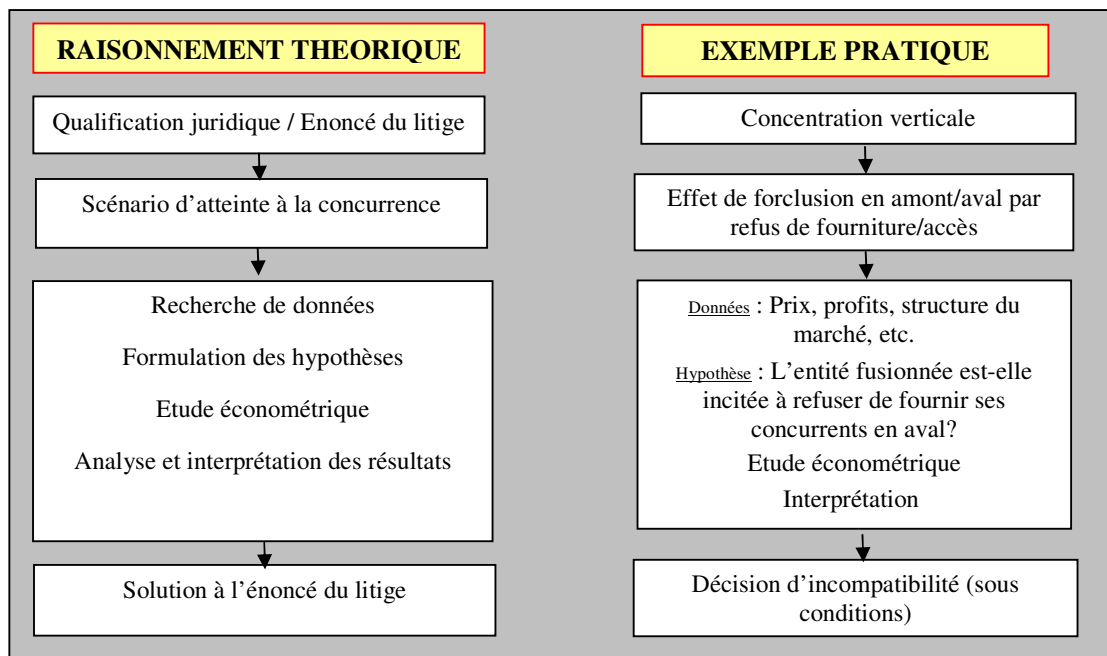 RAISONNEMENT THEORIQUE
Qualification juridique / Enoncé du litige
Scénario d'atteinte à la concurrence
Recherche de données
Formulation des hypothèses
Etude économétrique
Analyse et interprétation des résultats
Solution à l'énoncé du litige
EXEMPLE PRATIQUE
Concentration verticale
Effet de forclusion en amont/aval par
refus de fourniture/accès
Données : Prix, profits, structure du
marché, etc.
Hypothèse : L'entité fusionnée est-elle
incitée à refuser de fournir ses
concurrents en aval?
Etude économétrique
Interprétation
Décision d'incompatibilité (sous
conditions)